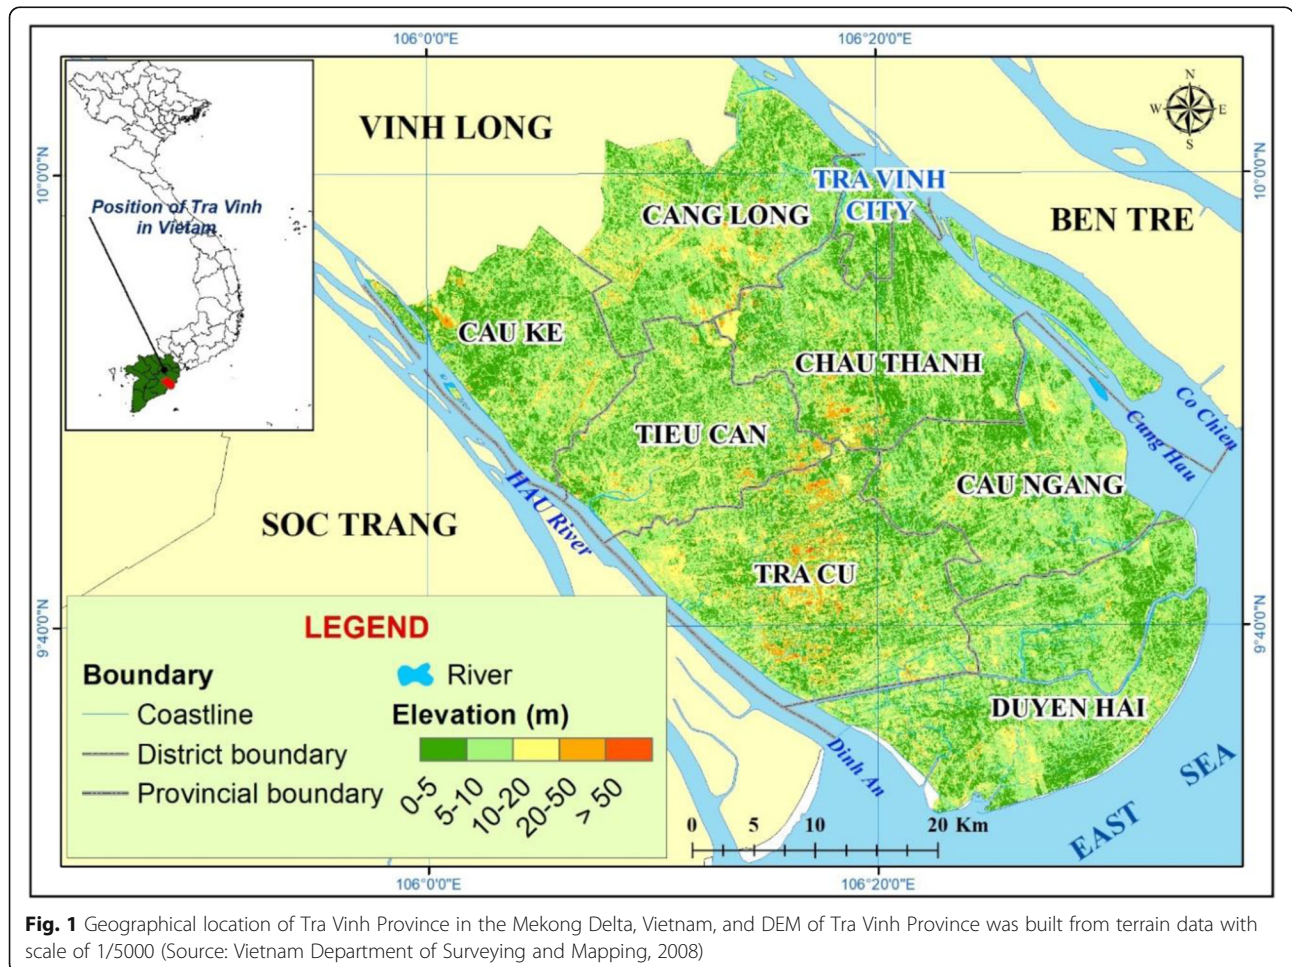 106°0'0"E
106°20'0"E
N
W
E
S
10°0'0"N
10°0'0"N
VINH LONG
Position of Tra Vinh
in Vietam
TRA VINH
CITY
CANG LONG
BEN TRE
CAU KE
CHAU THANH
Co Chien
Cung Hau
TIEU CAN
CAU NGANG
HAU River
SOC TRANG
TRA CU
9°40'0"N
9°40'0"N
LEGEND
Boundary
River
Coastline
Elevation (m)
District boundary
Provincial boundary
0-5
5-10
10-20
20-50
> 50
DUYEN HAI
Dinh An
EAST SEA
0 5 10 20 Km
106°0'0"E
106°20'0"E
Fig. 1 Geographical location of Tra Vinh Province in the Mekong Delta, Vietnam, and DEM of Tra Vinh Province was built from terrain data with
scale of 1/5000 (Source: Vietnam Department of Surveying and Mapping, 2008)